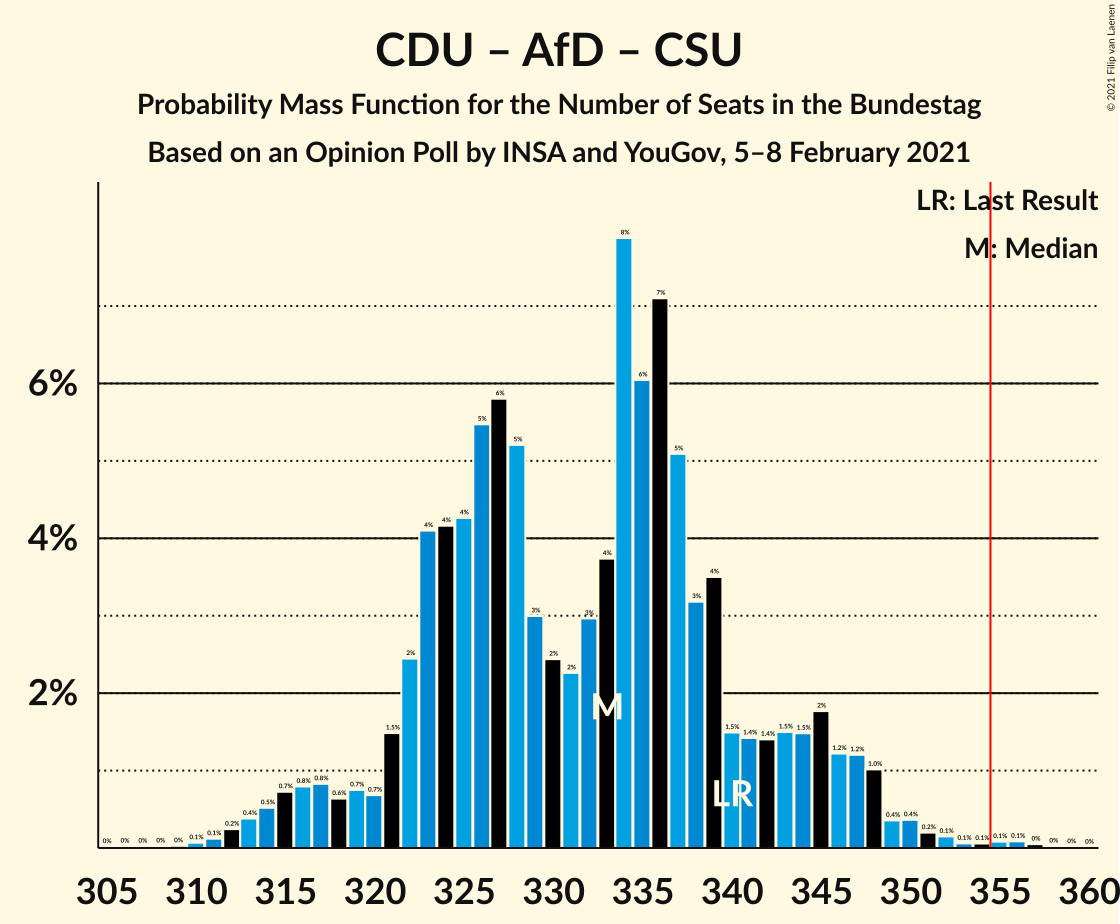 CDU – AfD – CSU
Probability Mass Function for the Number of Seats in the Bundestag
Based on an Opinion Poll by INSA and YouGov, 5–8 February 2021
© 2021 Filip van Laenen
LR: Last Result
M: Median
6%
4%
2%
0% 0% 0% 0% 0% 0.1% 0.1% 0.2% 0.4% 0.5% 0.7% 0.8% 0.8% 0.6% 0.7% 0.7% 1.5% 2% 4% 4% 4% 5% 6% 5% 3% 2% 2% 3% 4% 8% 6% 7% 5% 3% 4% 1.5% 1.4% 1.4% 1.5% 1.5% 2% 1.2% 1.2% 1.0% 0.4% 0.4% 0.2% 0.1% 0.1% 0.1% 0.1% 0.1% 0% 0% 0% 0%
M
LR
305 310 315 320 325 330 335 340 345 350 355 360